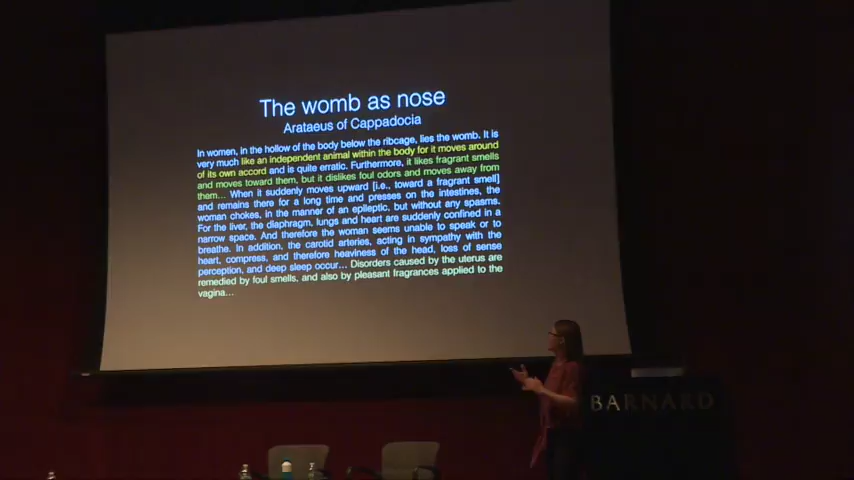 The womb as nose
Arataeus of Cappadocia
In women, in the hollow of the body below the ribcage, lies the womb. It is
very much like an independent animal within the body for it moves around
of its own accord and is quite erratic. Furthermore, it likes fragrant smells
and moves toward them, but it dislikes foul odors and moves away from
them... When it suddenly moves upward [i.e., toward a fragrant smell]
and remains there for a long time and presses on the intestines, the
woman chokes, in the manner of an epileptic, but without any spasms.
For the liver, the diaphragm, lungs and heart are suddenly confined in a
narrow space. And therefore the woman seems unable to speak or to
breathe. In addition, the carotid arteries, acting in sympathy with the
heart, compress, and therefore heaviness of the head, loss of sense
perception, and deep sleep occur... Disorders caused by the uterus are
remedied by foul smells, and also by pleasant fragrances applied to the
vagina...
BARNARD